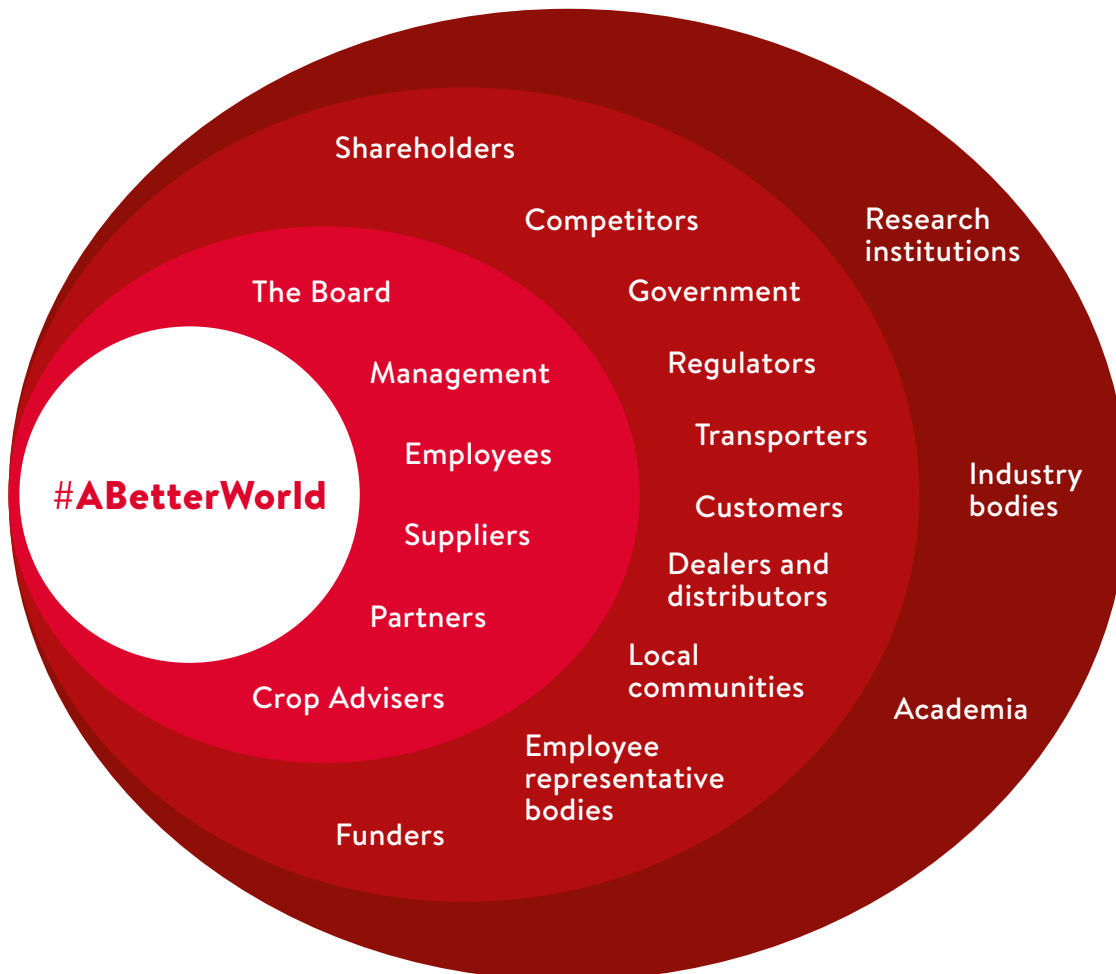 #ABetterWorld
The Board
Management
Employees
Suppliers
Partners
Crop Advisers
Shareholders
Competitors
Government
Regulators
Transporters
Customers
Dealers and
distributors
Local
communities
Employee
representative
bodies
Funders
Research
institutions
Industry
bodies
Academia